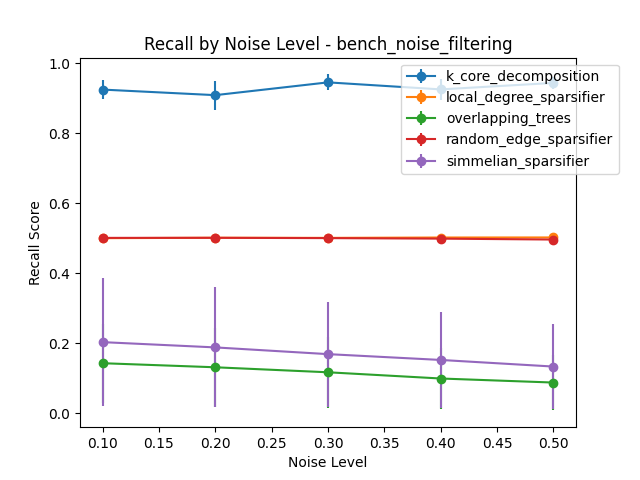 Recall by Noise Level - bench_noise_filtering
k_core_decomposition
local_degree_sparsifier
overlapping_trees
random_edge_sparsifier
simmelian_sparsifier
Recall Score
1.0
0.8
0.6
0.4
0.2
0.0
0.10 0.15 0.20 0.25 0.30 0.35 0.40 0.45 0.50
Noise Level